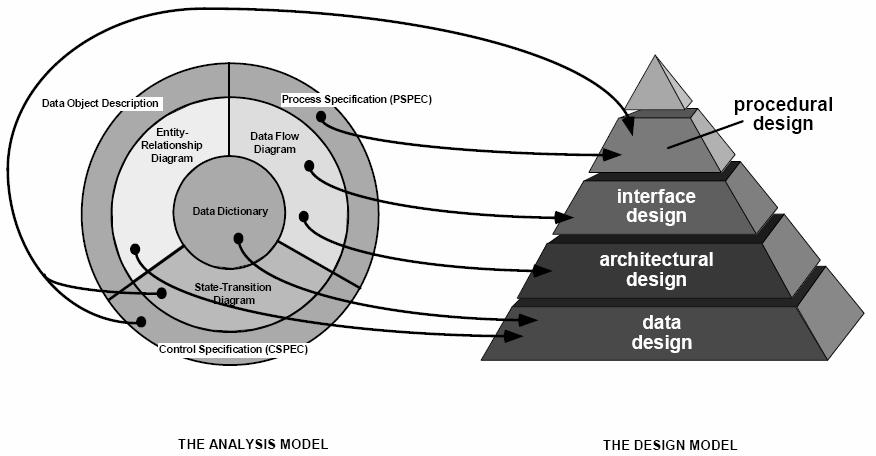 Data Object Description
Process Specification (PSPEC)
Entity-
Relationship
Diagram
Data Flow
Diagram
Data Dictionary
State-Transition
Diagram
Control Specification (CSPEC)
THE ANALYSIS MODEL
procedural
design
interface
design
architectural
design
data
design
THE DESIGN MODEL